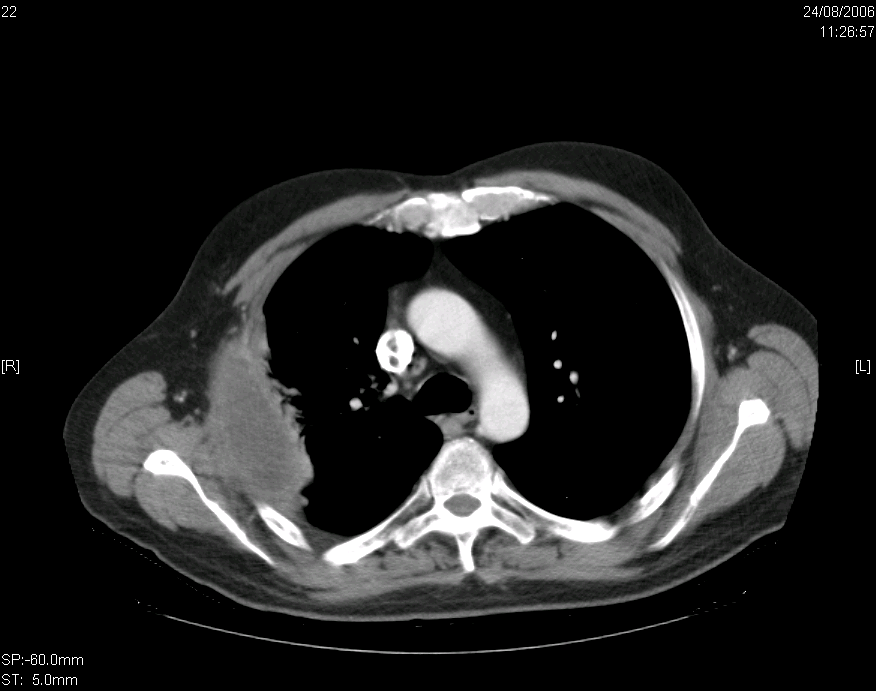 22
24/08/2006
11:26:57
[R]
[L]
SP:-60.0mm
ST: 5.0mm